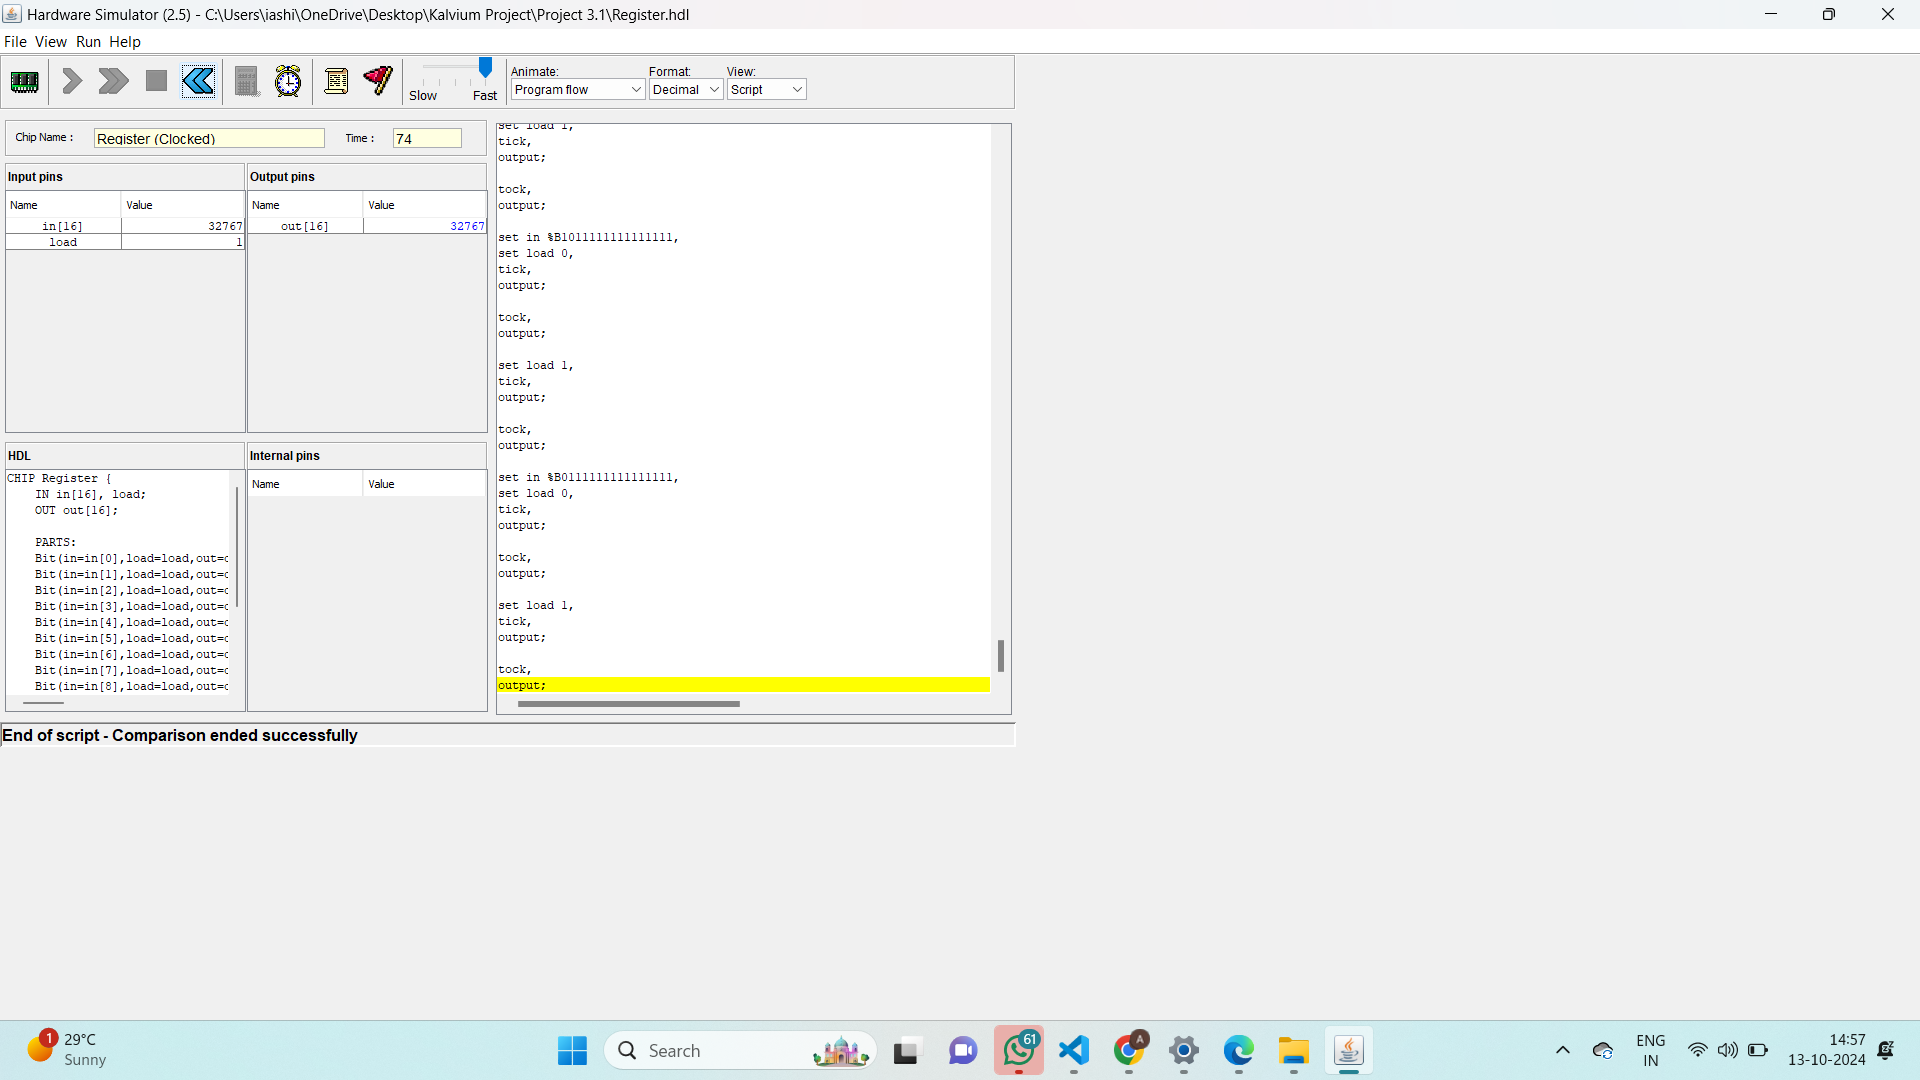 Hardware Simulator (2.5) - C:\Users\iashi\OneDrive\Desktop\Kalvium Project\Project 3.1\Register.hdl
File View Run Help
Slow Fast
Animate:
Program flow
Format:
Decimal
View:
Script
Chip Name :
Register (Clocked)
Time :
74
Input pins
Name Value
in[16] 32767
load 1
Output pins
Name Value
out[16] 32767
HDL
CHIP Register {
IN in[16], load;
OUT out[16];
PARTS:
Bit(in=in[0],load=load,out=
Bit(in=in[1],load=load,out=
Bit(in=in[2],load=load,out=
Bit(in=in[3],load=load,out=
Bit(in=in[4],load=load,out=
Bit(in=in[5],load=load,out=
Bit(in=in[6],load=load,out=
Bit(in=in[7],load=load,out=
Bit(in=in[8],load=load,out=
Internal pins
Name Value
set load 1,
tick,
output;
tock,
output;
set in %B1011111111111111,
set load 0,
tick,
output;
tock,
output;
set load 1,
tick,
output;
tock,
output;
set in %B0111111111111111,
set load 0,
tick,
output;
tock,
output;
set load 1,
tick,
output;
tock,
output;
End of script - Comparison ended successfully
1
29°C
Sunny
Search
61
A
ENG
IN
14:57
13-10-2024